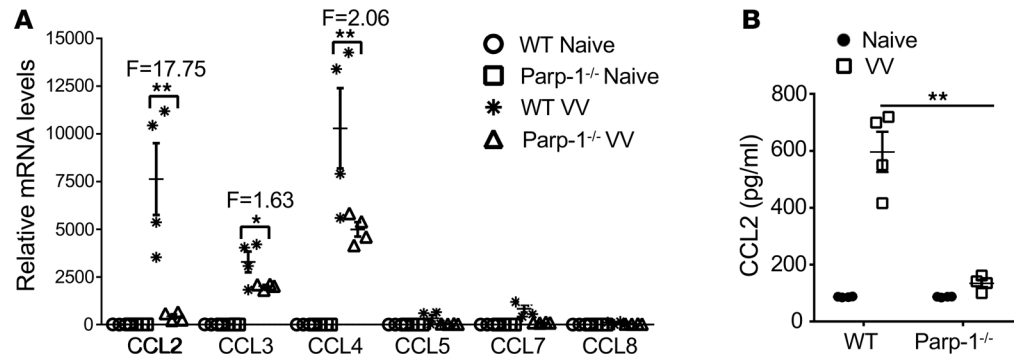 A
F=2.06
**
F=17.75
**
F=1.63
*
Relative mRNA levels
15000
12500
10000
7500
5000
2500
0
CCL2 CCL3 CCL4 CCL5 CCL7 CCL8
WT Naive
Parp-1-/- Naive
WT VV
Parp-1-/- VV
B
Naive
VV
**
CCL2 (pg/ml)
800
600
400
200
0
WT Parp-1-/-